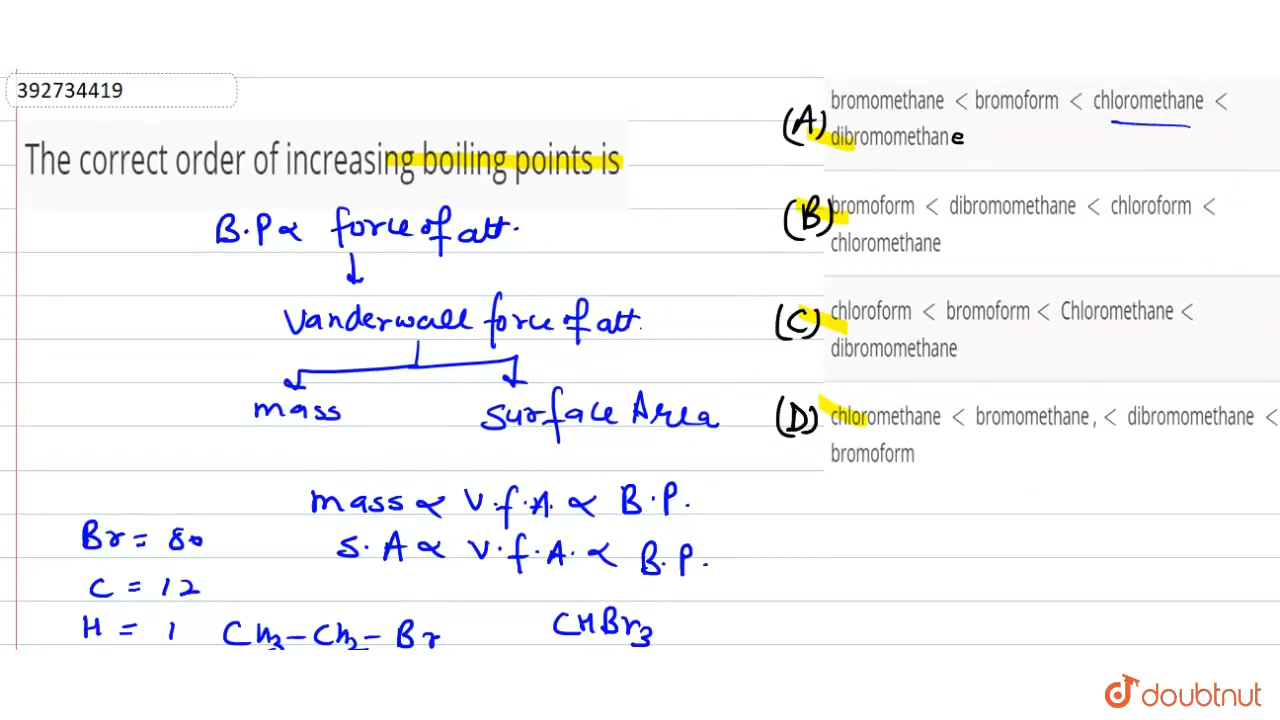 392734419
The correct order of increasing boiling points is
B.P ∝ force of att.
↓
Vanderwall force of att.
mass
Surface Area
mass ∝ V.f.A. ∝ B.P.
S.A ∝ V.f.A. ∝ B.P.
Br = 80
C = 12
H = 1
CH3-CH2-Br
CHBr3
(A) bromomethane < bromoform < chloromethane <
dibromomethane
(B) bromoform < dibromomethane < chloroform <
chloromethane
(C) chloroform < bromoform < Chloromethane <
dibromomethane
(D) chloromethane < bromomethane, < dibromomethane <
bromoform
doubtnut